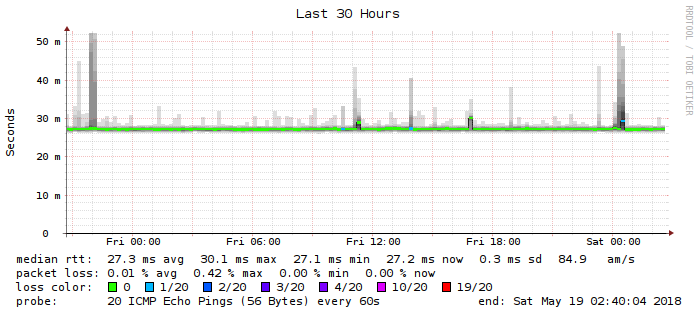 Last 30 Hours
RRDTOOL / TOBI OETIKER
Seconds
50 m
40 m
30 m
20 m
10 m
0
Fri 00:00 Fri 06:00 Fri 12:00 Fri 18:00 Sat 00:00
median rtt: 27.3 ms avg 30.1 ms max 27.1 ms min 27.2 ms now 0.3 ms sd 84.9 am/s
packet loss: 0.01 % avg 0.42 % max 0.00 % min 0.00 % now
loss color: 0 1/20 2/20 3/20 4/20 10/20 19/20
probe: 20 ICMP Echo Pings (56 Bytes) every 60s end: Sat May 19 02:40:04 2018